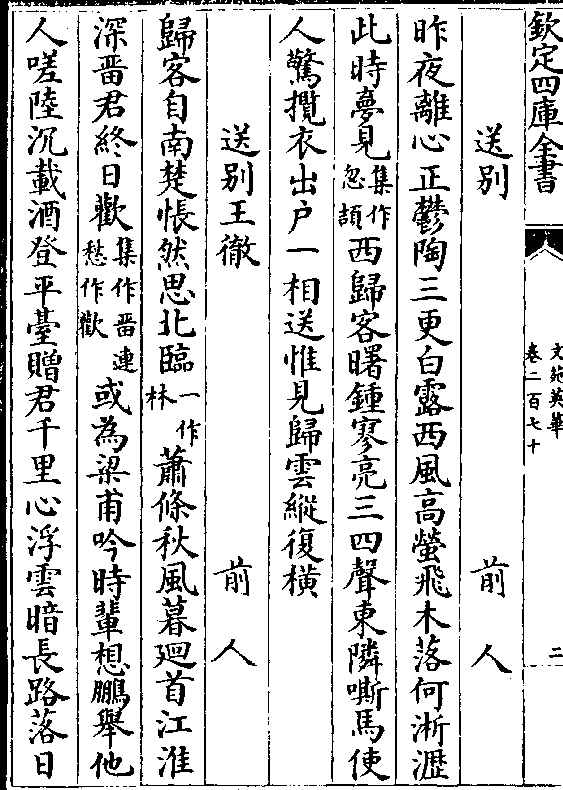 欽定四庫全書
文苑英華
卷二百七十
二
送别 前人
昨夜離心正鬱陶三更白露西風高螢飛木落何淅瀝
此時夢見集作忽頡西歸客曙鍾寥亮三四聲東隣嘶馬使
人驚攬衣出户一相送惟見歸雲縱復横
送别王徹 前人
歸客自南楚悵然思北臨一作林蕭條秋風暮廻首江淮
深畱君終日歡集作畱連愁作歡或為梁甫吟時輩想鵬舉他
人嗟陸沉載酒登平臺贈君千里心浮雲暗長路落日